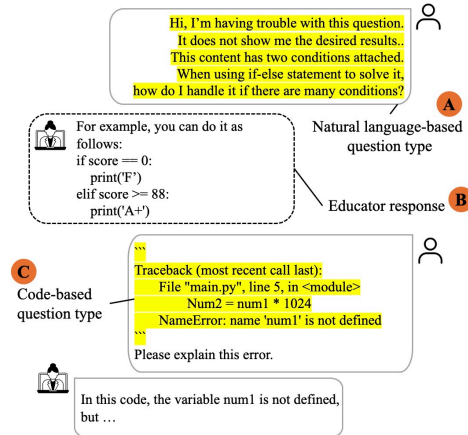 Hi, I'm having trouble with this question.
It does not show me the desired results..
This content has two conditions attached.
When using if-else statement to solve it,
how do I handle it if there are many conditions?
A
Natural language-based
question type
For example, you can do it as
follows:
if score == 0:
print('F')
elif score >= 88:
print('A+')
Educator response
B
C
Code-based
question type
```
Traceback (most recent call last):
File "main.py", line 5, in <module>
Num2 = num1 * 1024
NameError: name 'num1' is not defined
```
Please explain this error.
In this code, the variable num1 is not defined,
but …